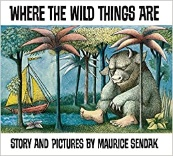 WHERE THE WILD THINGS ARE
STORY AND PICTURES BY MAURICE SENDAK